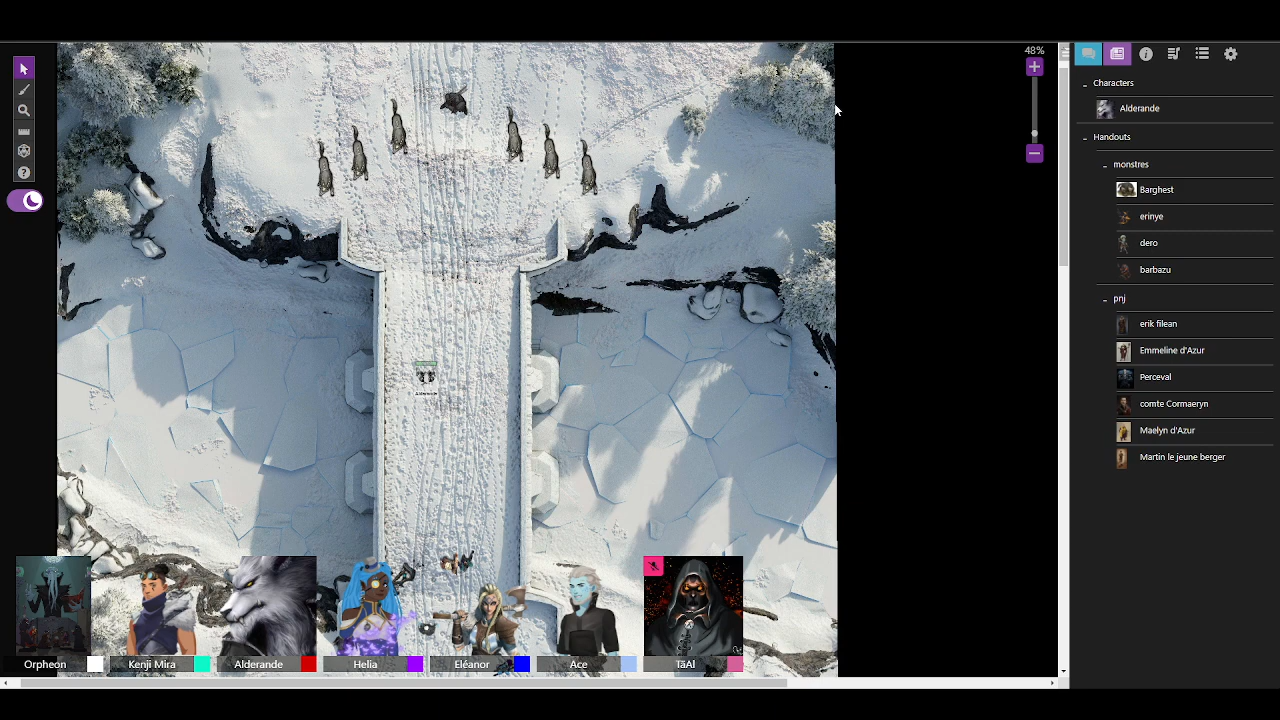 48%
Characters
Alderande
Handouts
monstres
Barghest
erinye
dero
barbazu
pnj
erik filean
Emmeline d'Azur
Perceval
comte Cormaeryn
Maelyn d'Azur
Martin le jeune berger
Alderande
Orpheon
Kenji Mira
Alderande
Helia
Eléanor
Ace
TäAl